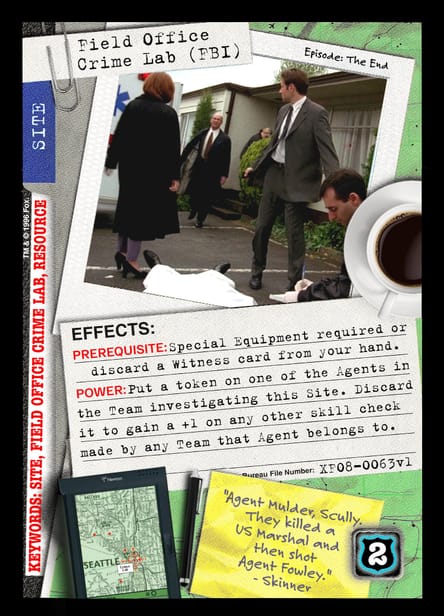 Field Office
Crime Lab (FBI)
Episode: The End
SITE
TM & © 1996 Fox.
KEYWORDS: SITE, FIELD OFFICE CRIME LAB, RESOURCE
EFFECTS:
PREREQUISITE: Special Equipment required or
discard a Witness card from your hand.
POWER: Put a token on one of the Agents in
the Team investigating this Site. Discard
it to gain a +1 on any other skill check
made by any Team that Agent belongs to.
Bureau File Number: XF08-0063v1
Newton
SEATTLE
"Agent Mulder, Scully.
They killed a
US Marshal and
then shot
Agent Fowley."
- Skinner
2